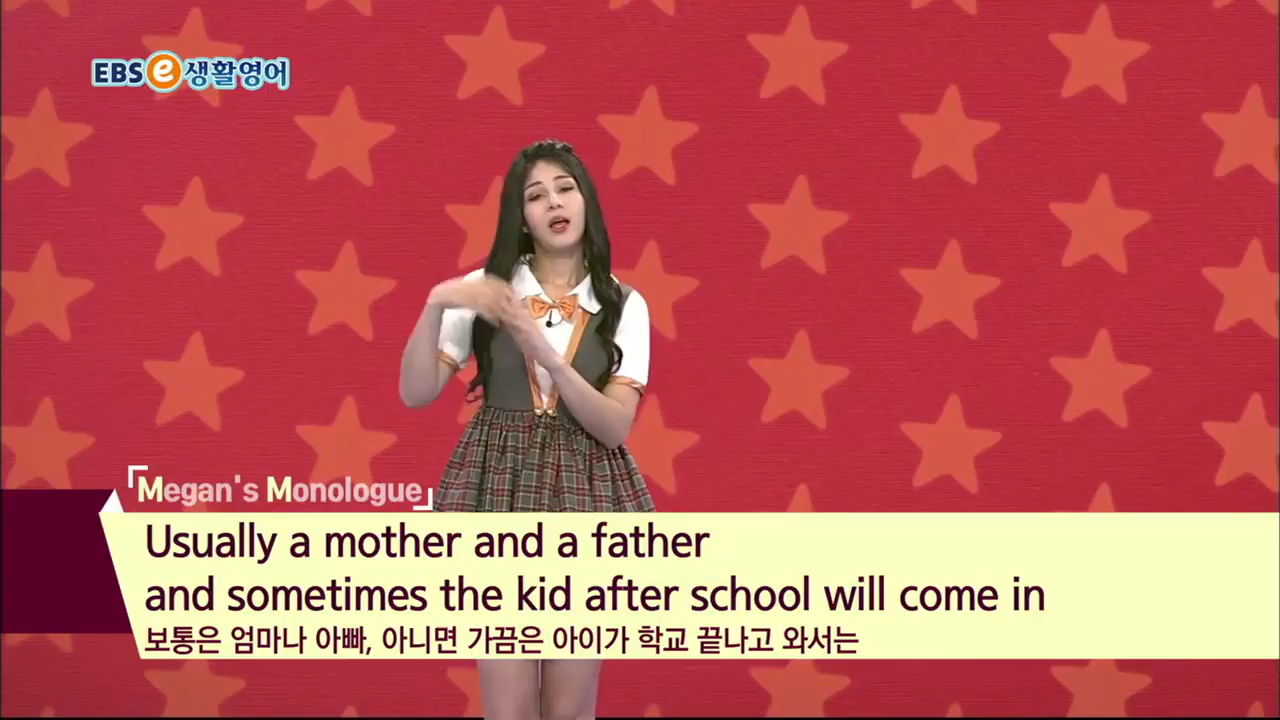 EBS e 생활영어
Megan's Monologue
Usually a mother and a father
and sometimes the kid after school will come in
보통은 엄마나 아빠, 아니면 가끔은 아이가 학교 끝나고 와서는